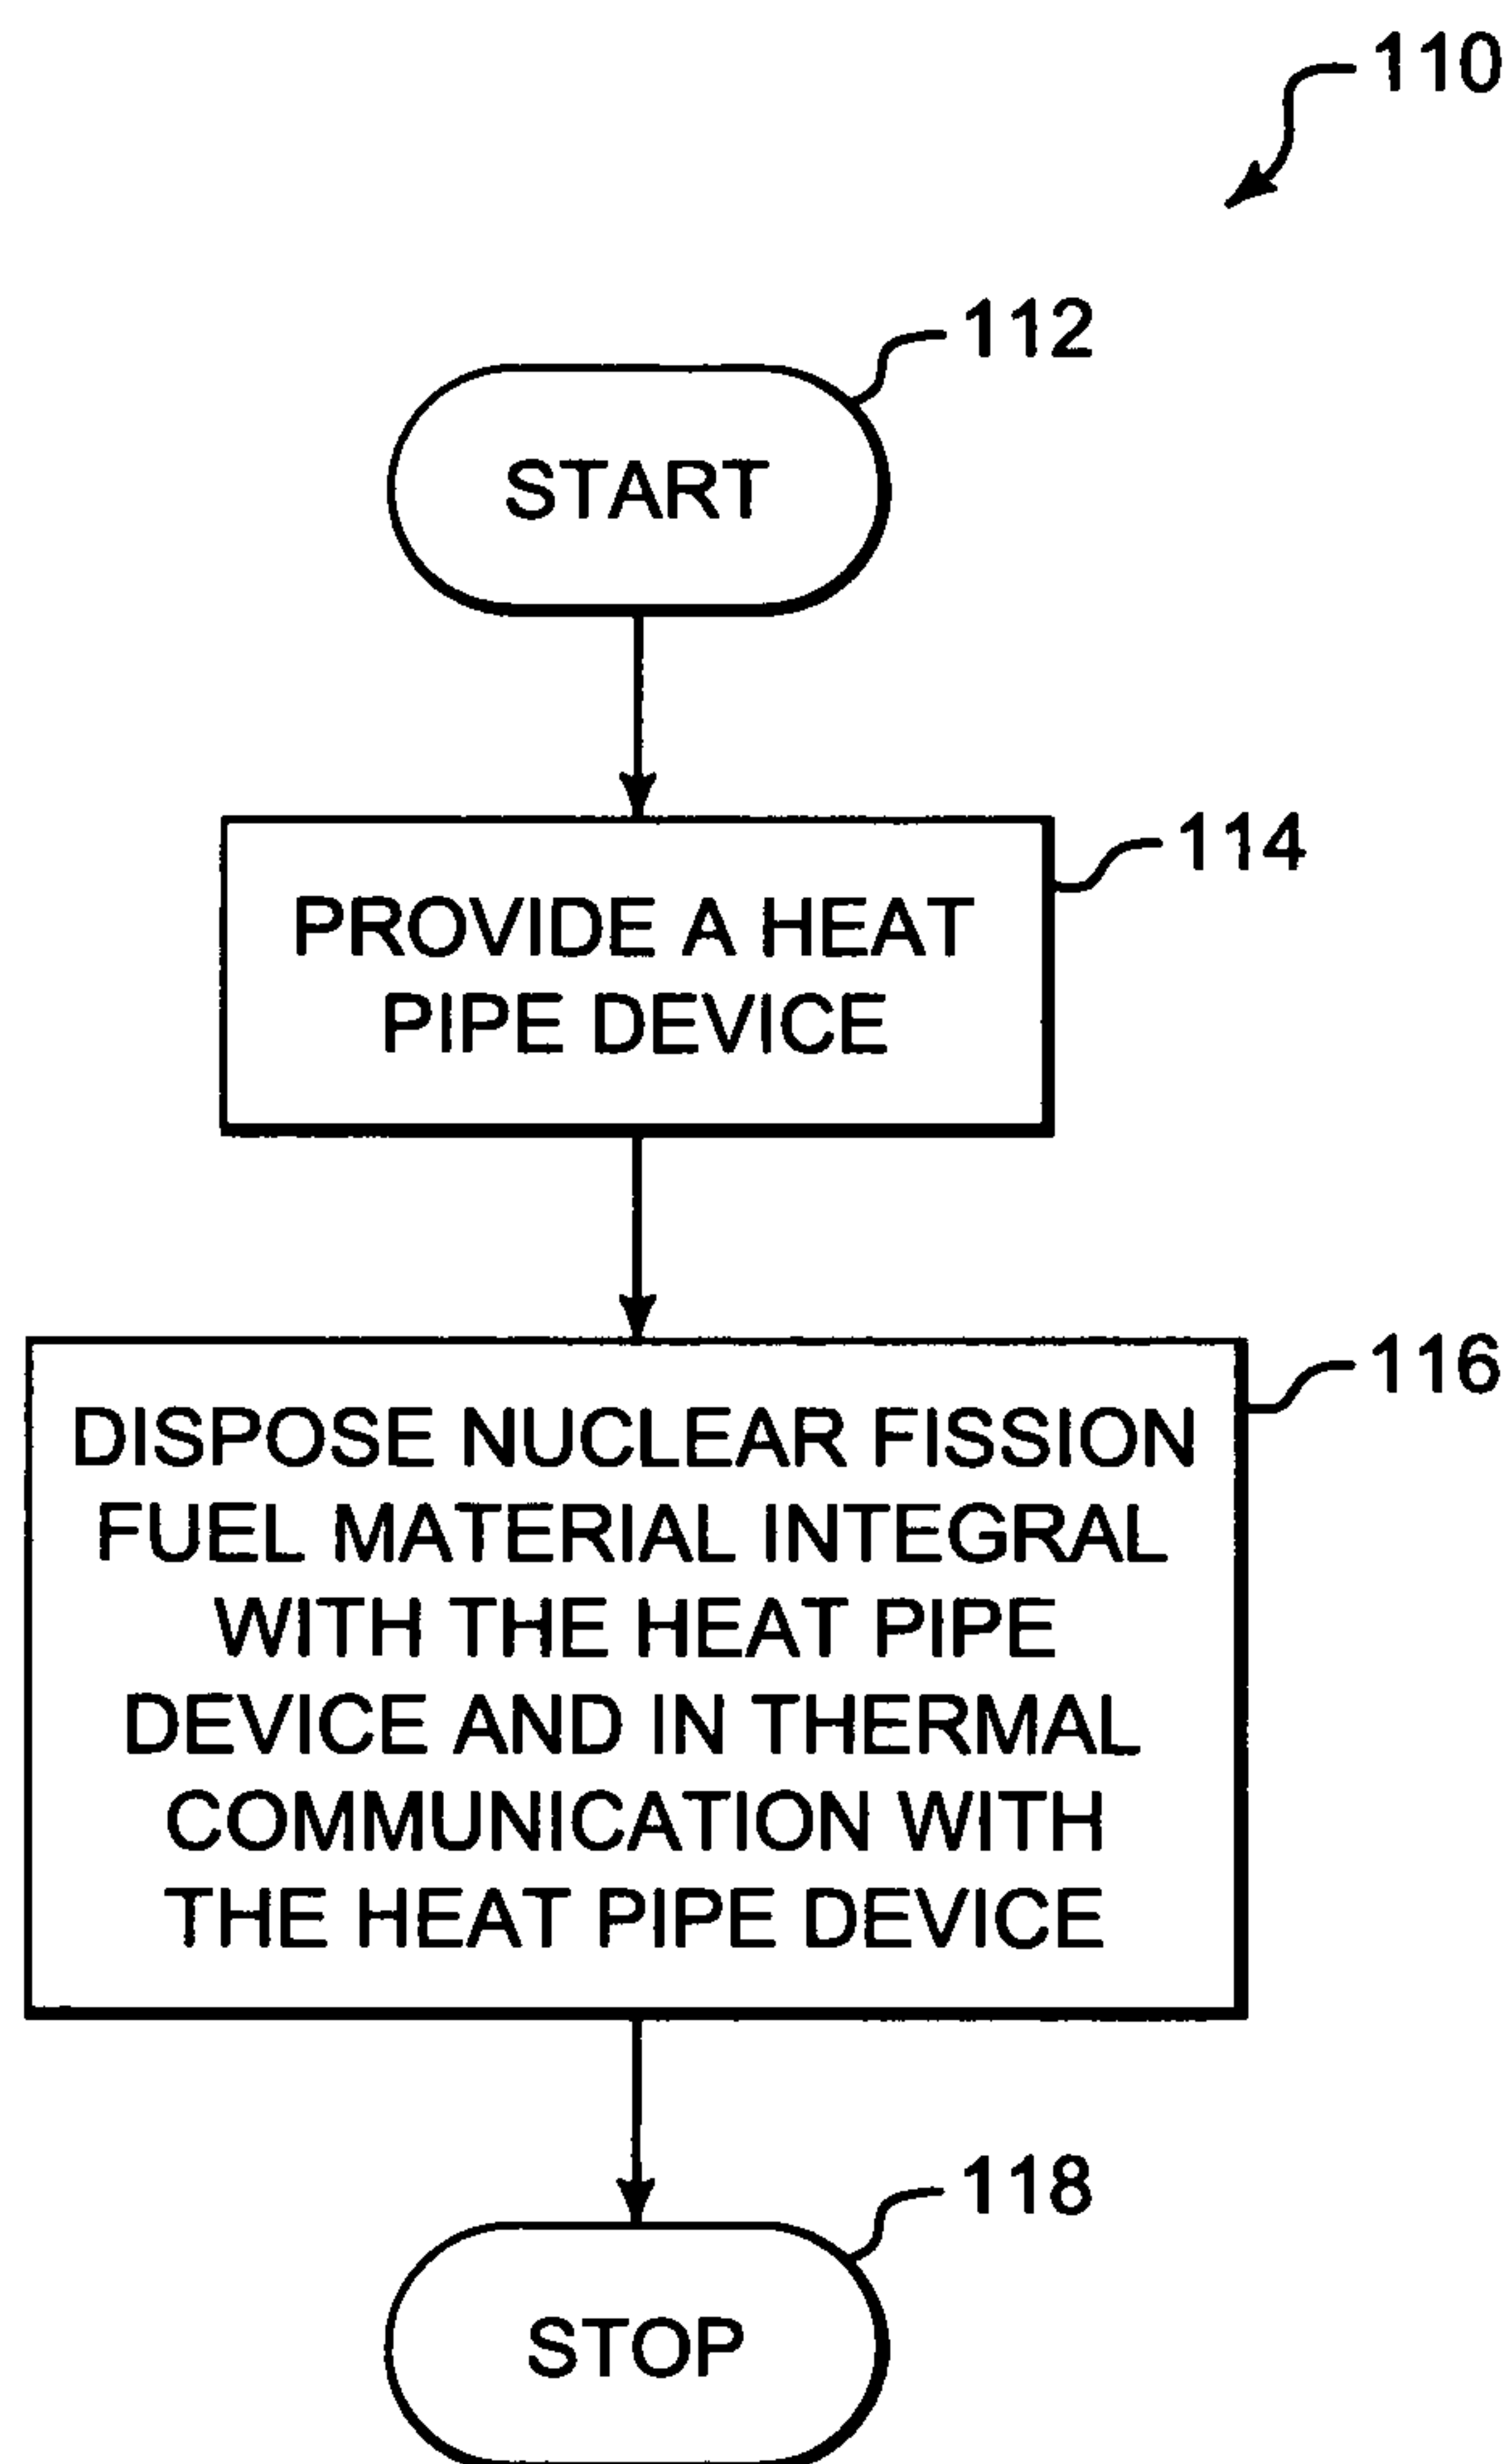 110
112
START
114
PROVIDE A HEAT
PIPE DEVICE
116
DISPOSE NUCLEAR FISSION
FUEL MATERIAL INTEGRAL
WITH THE HEAT PIPE
DEVICE AND IN THERMAL
COMMUNICATION WITH
THE HEAT PIPE DEVICE
118
STOP